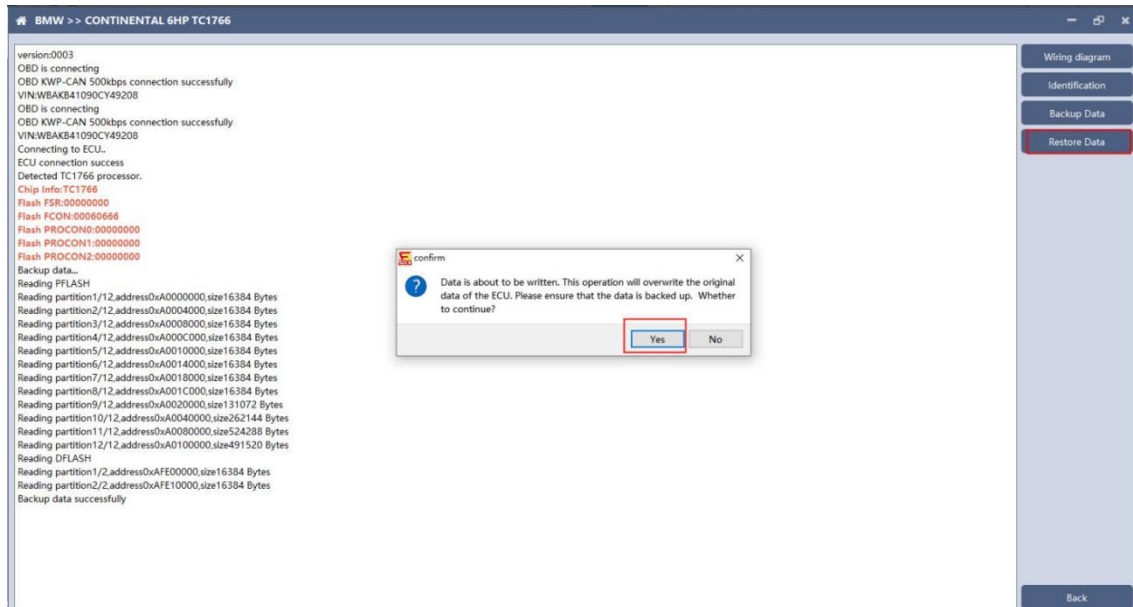 BMW >> CONTINENTAL 6HP TC1766
version:0003
OBD is connecting
OBD KWP-CAN 500kbps connection successfully
VIN:WBAKB41090CY49208
OBD is connecting
OBD KWP-CAN 500kbps connection successfully
VIN:WBAKB41090CY49208
Connecting to ECU..
ECU connection success
Detected TC1766 processor.
Chip Info:TC1766
Flash FSR:00000000
Flash FCON:00060666
Flash PROCON0:00000000
Flash PROCON1:00000000
Flash PROCON2:00000000
Backup data...
Reading PFLASH
Reading partition1/12,address0xA0000000,size16384 Bytes
Reading partition2/12,address0xA0004000,size16384 Bytes
Reading partition3/12,address0xA0008000,size16384 Bytes
Reading partition4/12,address0xA000C000,size16384 Bytes
Reading partition5/12,address0xA0010000,size16384 Bytes
Reading partition6/12,address0xA0014000,size16384 Bytes
Reading partition7/12,address0xA0018000,size16384 Bytes
Reading partition8/12,address0xA001C000,size16384 Bytes
Reading partition9/12,address0xA0020000,size131072 Bytes
Reading partition10/12,address0xA0040000,size262144 Bytes
Reading partition11/12,address0xA0080000,size524288 Bytes
Reading partition12/12,address0xA0100000,size491520 Bytes
Reading DFLASH
Reading partition1/2,address0xAFE00000,size16384 Bytes
Reading partition2/2,address0xAFE10000,size16384 Bytes
Backup data successfully
confirm
Data is about to be written. This operation will overwrite the original
data of the ECU. Please ensure that the data is backed up. Whether
to continue?
Yes
No
Wiring diagram
Identification
Backup Data
Restore Data
Back